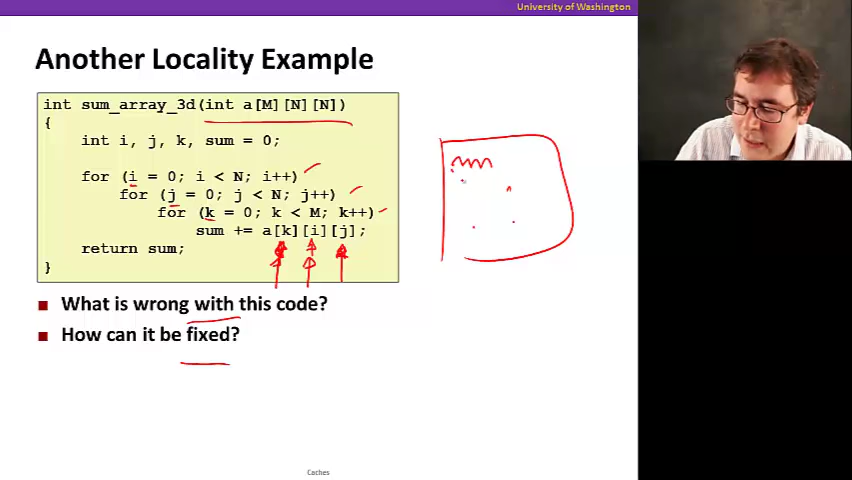 University of Washington
Another Locality Example
int sum_array_3d(int a[M][N][N])
{
int i, j, k, sum = 0;
for (i = 0; i < N; i++)
for (j = 0; j < N; j++)
for (k = 0; k < M; k++)
sum += a[k][i][j];
return sum;
}
What is wrong with this code?
How can it be fixed?
Caches